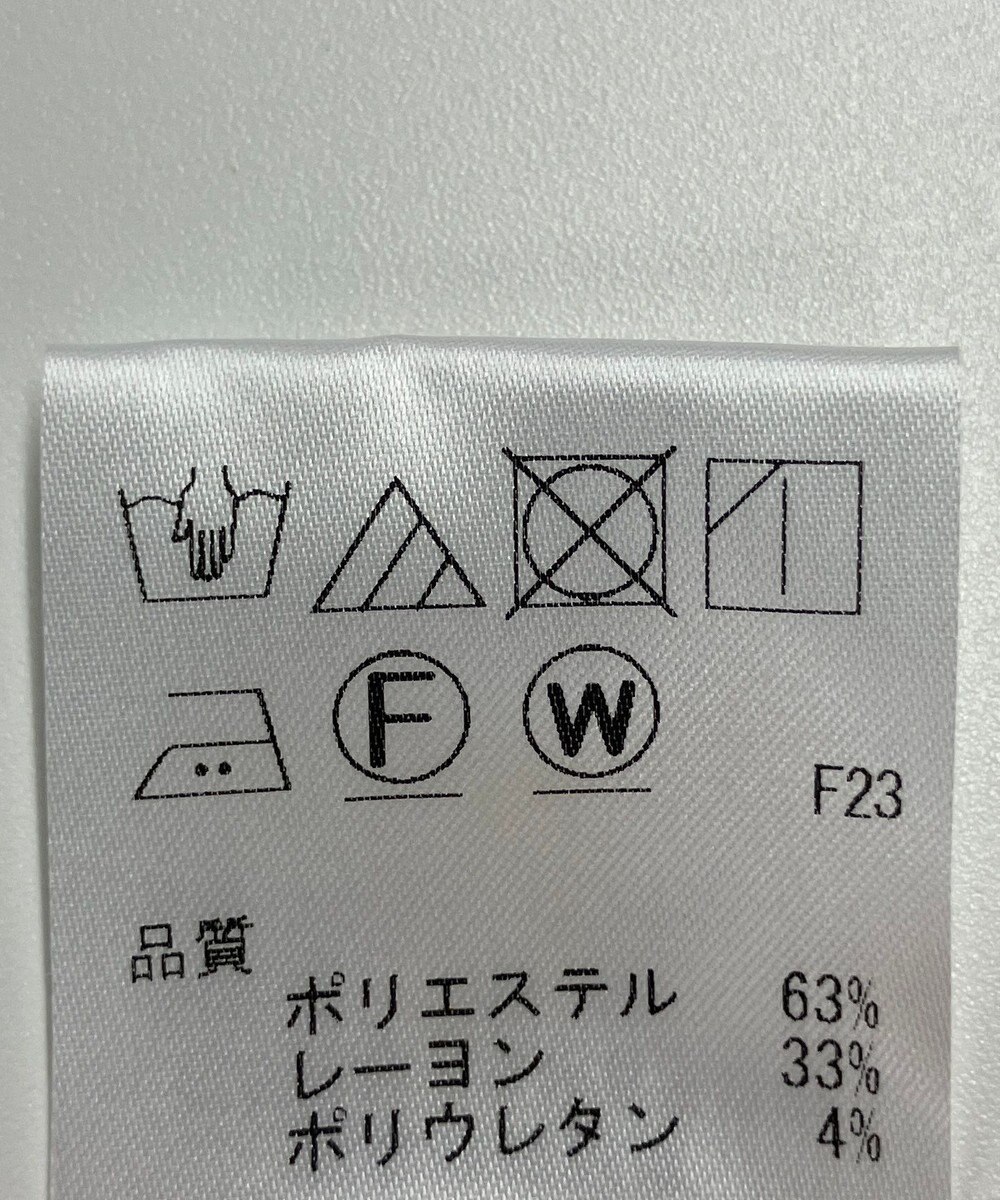 F
W
F23
品質
ポリエステル 63%
レーヨン 33%
ポリウレタン 4%